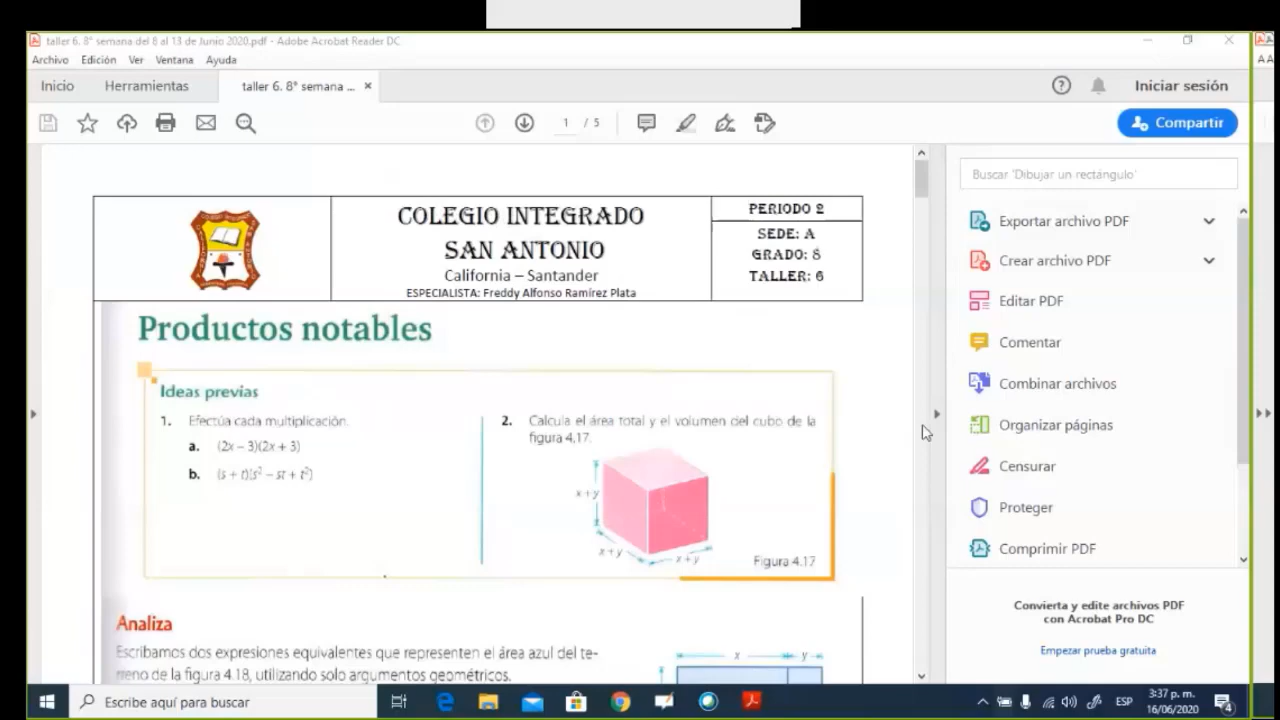 taller 6. 8° semana del 8 al 13 de Junio 2020.pdf - Adobe Acrobat Reader DC
Archivo Edición Ver Ventana Ayuda
Inicio Herramientas taller 6. 8° semana ... × Iniciar sesión
1 / 5 Compartir
COLEGIO INTEGRADO
SAN ANTONIO
California – Santander
ESPECIALISTA: Freddy Alfonso Ramírez Plata
PERIODO 2
SEDE: A
GRADO: 8
TALLER: 6
Productos notables
Ideas previas
1. Efectúa cada multiplicación.
a. (2x – 3)(2x + 3)
b. (s + t)(s² – st + t²)
2. Calcula el área total y el volumen del cubo de la
figura 4.17.
x + y
x + y x + y
Figura 4.17
Analiza
Escribamos dos expresiones equivalentes que representen el área azul del te-
rreno de la figura 4.18, utilizando solo argumentos geométricos.
x y
Buscar 'Dibujar un rectángulo'
Exportar archivo PDF
Crear archivo PDF
Editar PDF
Comentar
Combinar archivos
Organizar páginas
Censurar
Proteger
Comprimir PDF
Convierta y edite archivos PDF
con Acrobat Pro DC
Empezar prueba gratuita
Escribe aquí para buscar
ESP
3:37 p. m.
16/06/2020
4